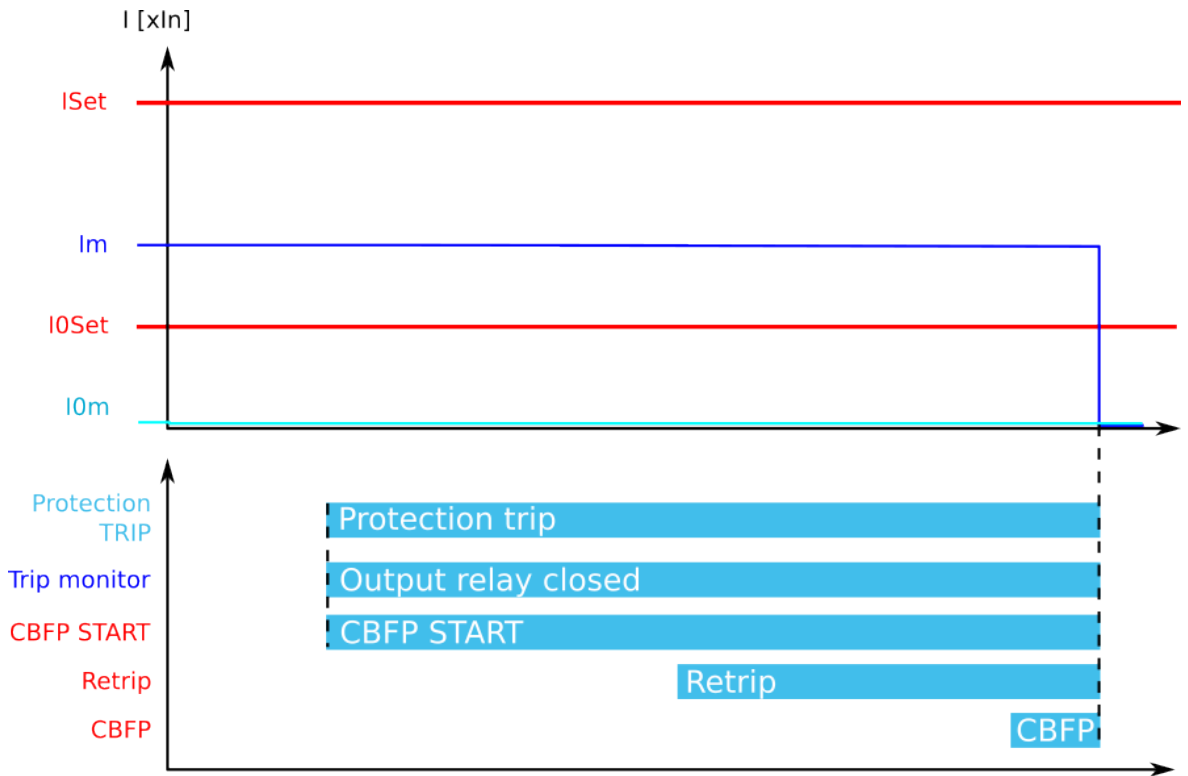 I [xIn]
ISet
Im
I0Set
I0m
Protection
TRIP
Protection trip
Trip monitor
Output relay closed
CBFP START
CBFP START
Retrip
Retrip
CBFP
CBFP